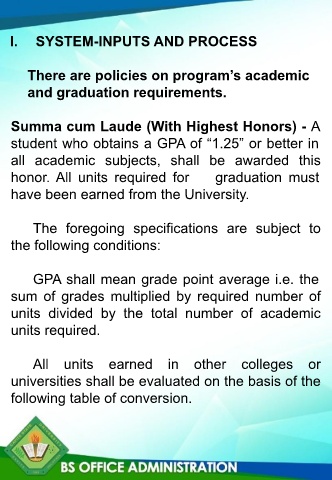 I. SYSTEM-INPUTS AND PROCESS
There are policies on program's academic
and graduation requirements.
Summa cum Laude (With Highest Honors) - A
student who obtains a GPA of “1.25” or better in
all academic subjects, shall be awarded this
honor. All units required for graduation must
have been earned from the University.
The foregoing specifications are subject to
the following conditions:
GPA shall mean grade point average i.e. the
sum of grades multiplied by required number of
units divided by the total number of academic
units required.
All units earned in other colleges or
universities shall be evaluated on the basis of the
following table of conversion.
BS OFFICE ADMINISTRATION